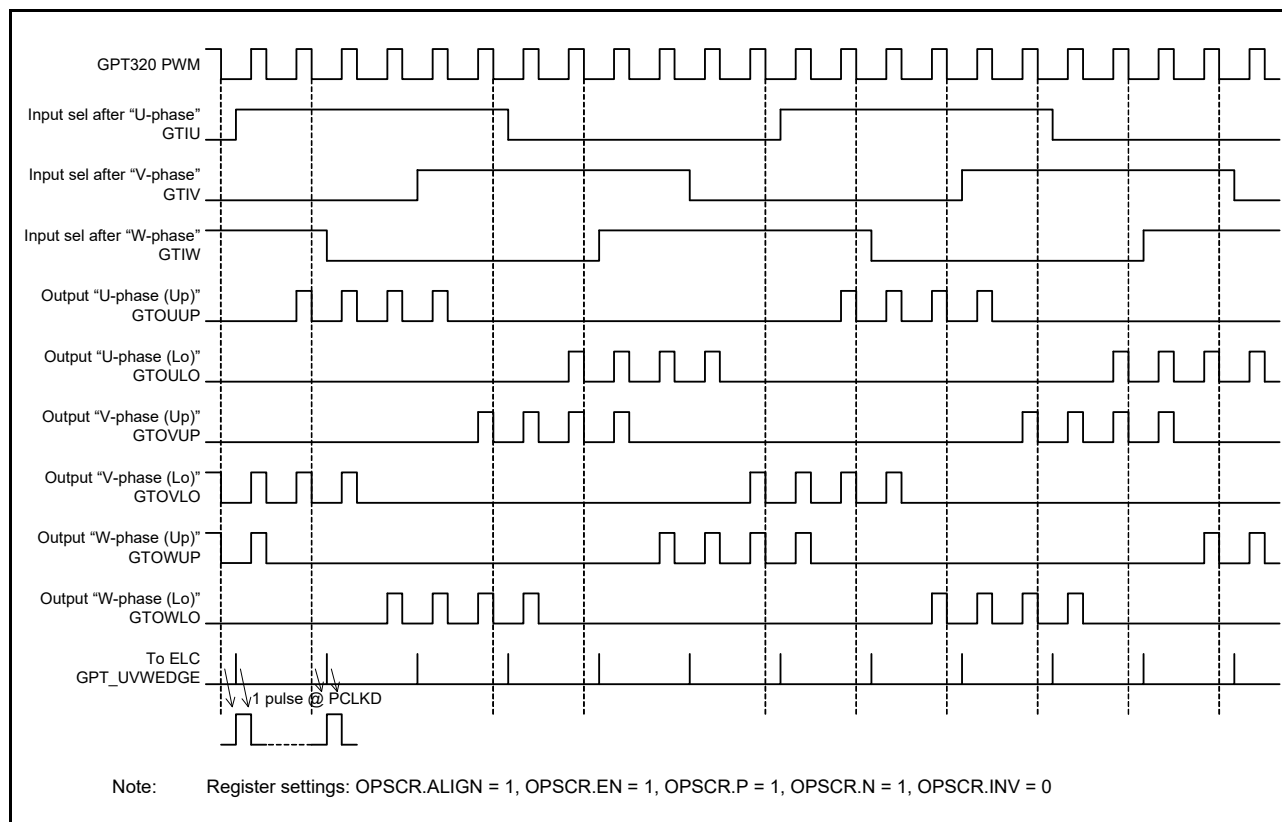 GPT320 PWM
Input sel after “U-phase”
GTIU
Input sel after “V-phase”
GTIV
Input sel after “W-phase”
GTIW
Output “U-phase (Up)”
GTOUUP
Output “U-phase (Lo)”
GTOULO
Output “V-phase (Up)”
GTOVUP
Output “V-phase (Lo)”
GTOVLO
Output “W-phase (Up)”
GTOWUP
Output “W-phase (Lo)”
GTOWLO
To ELC
GPT_UVWEDGE
1 pulse @ PCLKD
Note: Register settings: OPSCR.ALIGN = 1, OPSCR.EN = 1, OPSCR.P = 1, OPSCR.N = 1, OPSCR.INV = 0